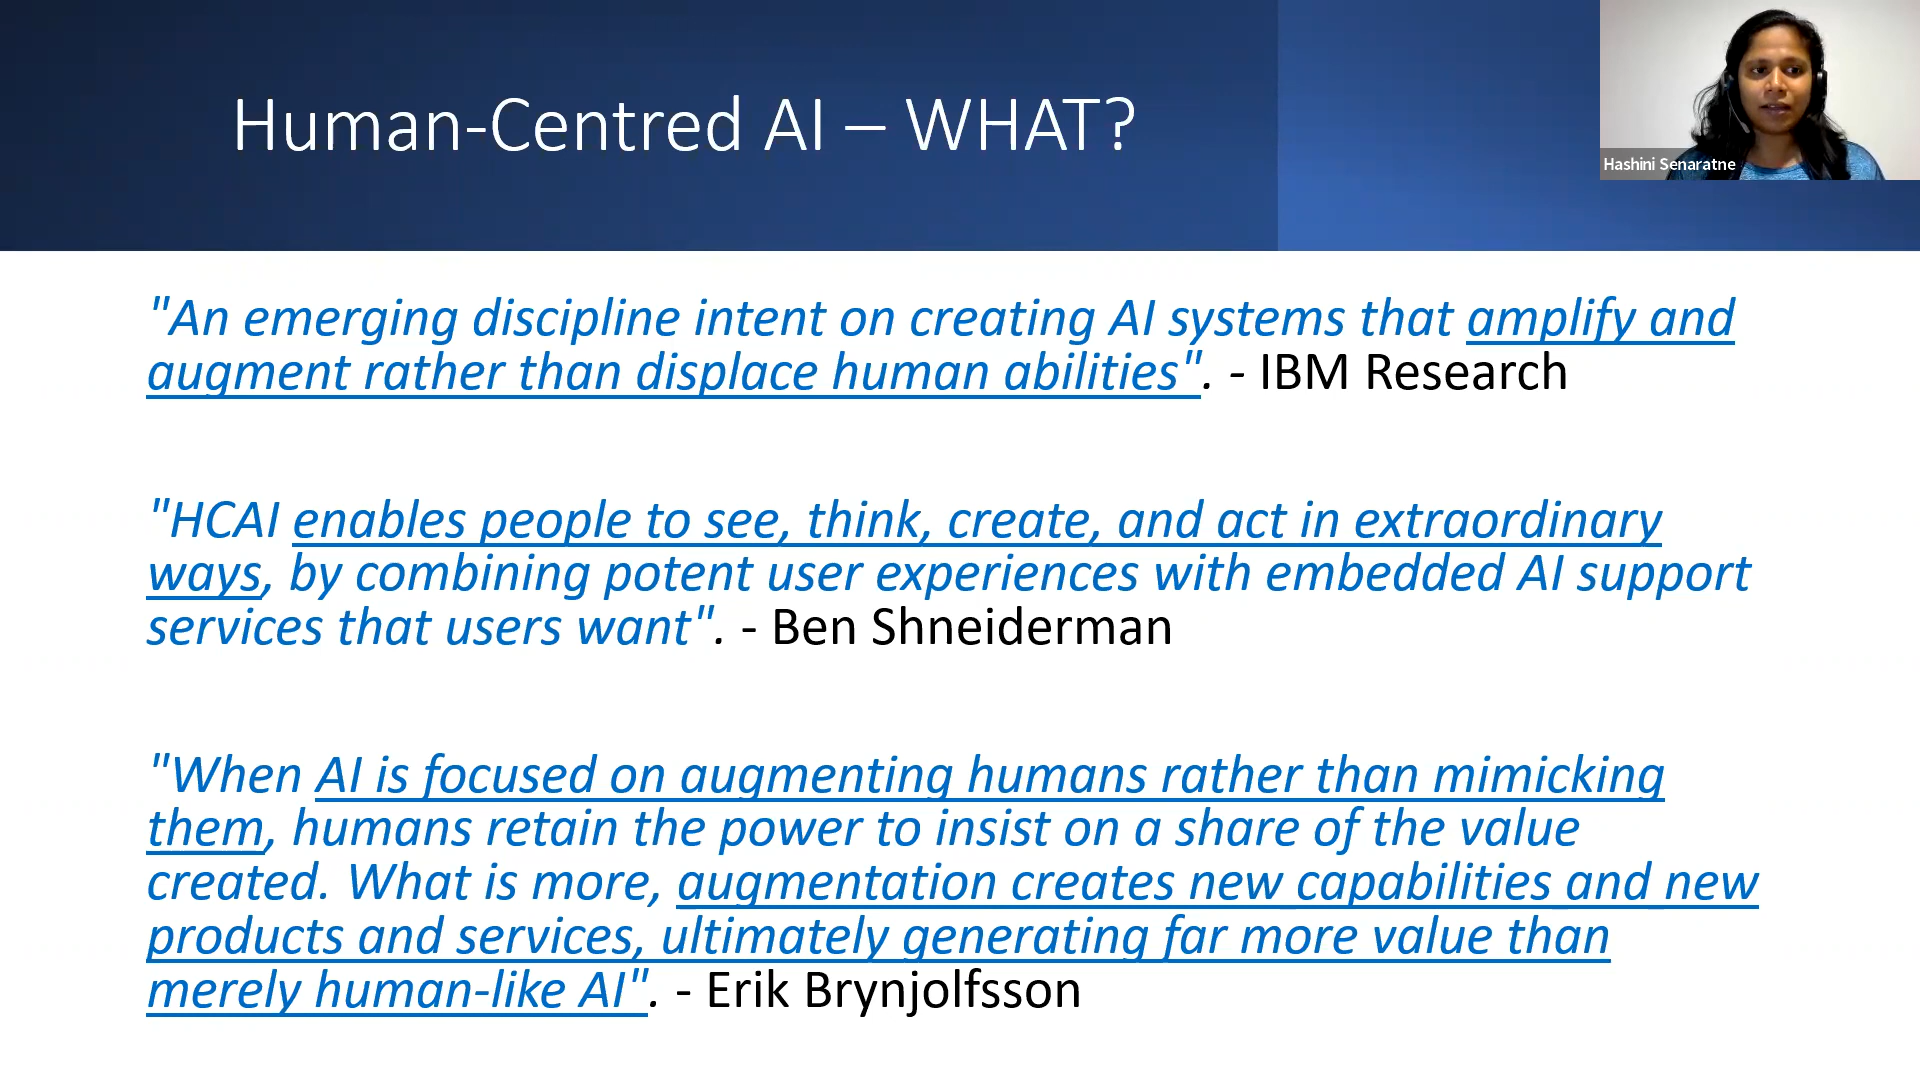 Human-Centred AI – WHAT?
Hashini Senaratne
"An emerging discipline intent on creating AI systems that amplify and
augment rather than displace human abilities". - IBM Research
"HCAI enables people to see, think, create, and act in extraordinary
ways, by combining potent user experiences with embedded AI support
services that users want". - Ben Shneiderman
"When AI is focused on augmenting humans rather than mimicking
them, humans retain the power to insist on a share of the value
created. What is more, augmentation creates new capabilities and new
products and services, ultimately generating far more value than
merely human-like AI". - Erik Brynjolfsson